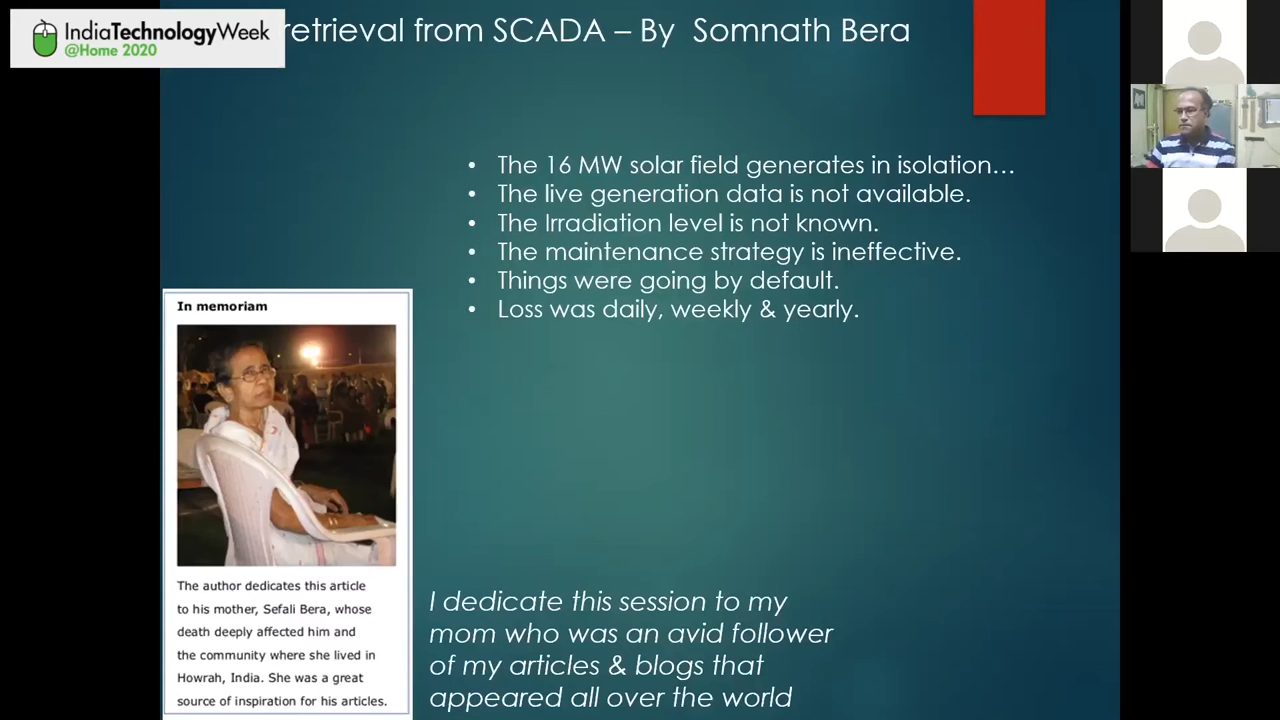 IndiaTechnologyWeek
@Home 2020
retrieval from SCADA – By Somnath Bera
• The 16 MW solar field generates in isolation…
• The live generation data is not available.
• The Irradiation level is not known.
• The maintenance strategy is ineffective.
• Things were going by default.
• Loss was daily, weekly & yearly.
In memoriam
The author dedicates this article
to his mother, Sefali Bera, whose
death deeply affected him and
the community where she lived in
Howrah, India. She was a great
source of inspiration for his articles.
I dedicate this session to my
mom who was an avid follower
of my articles & blogs that
appeared all over the world